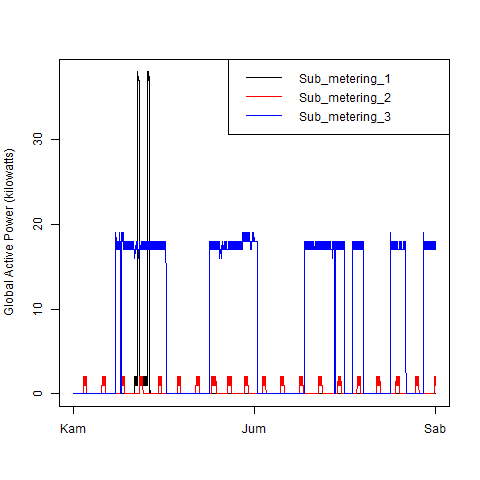 Sub_metering_1
Sub_metering_2
Sub_metering_3
Global Active Power (kilowatts)
30
20
10
0
Kam Jum Sab